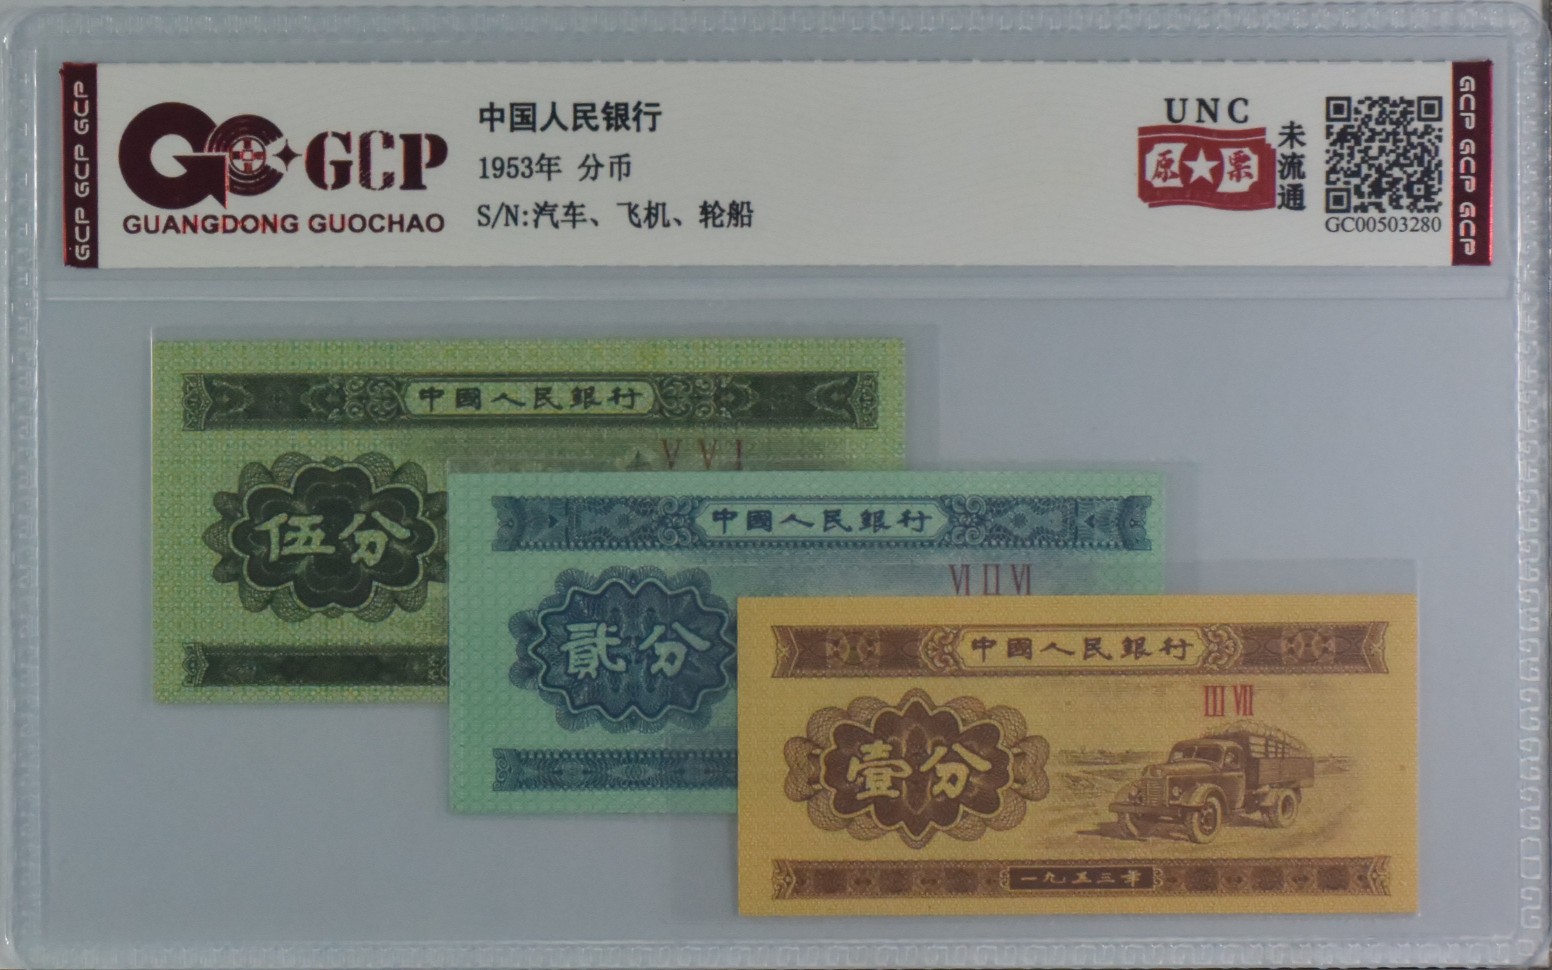 GCP GCP GCP
GCP
GUANGDONG GUOCHAO
中国人民银行
1953年 分币
S/N:汽车、飞机、轮船
UNC
原★票
未流通
GC00503280
GCP GCP GCP
中國人民銀行
V V I
伍分
中國人民銀行
VI II VI
貳分
中國人民銀行
III VII
壹分
一九五三年